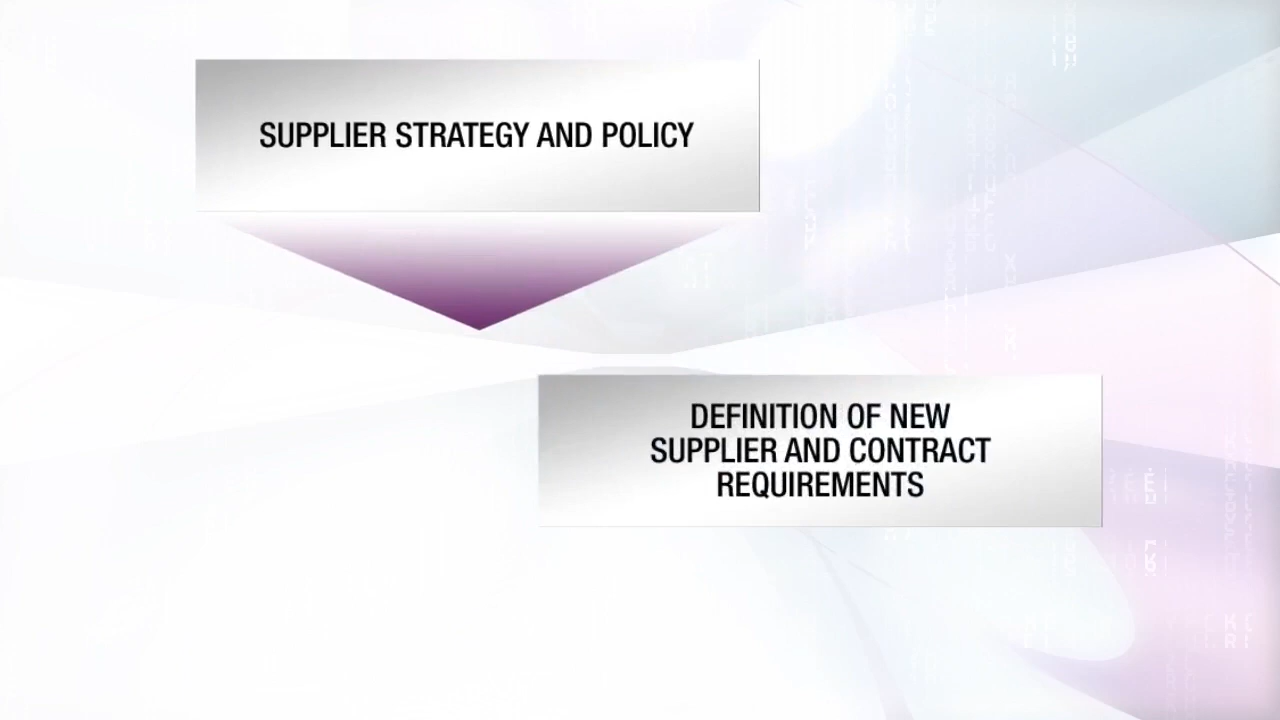 SUPPLIER STRATEGY AND POLICY
DEFINITION OF NEW
SUPPLIER AND CONTRACT
REQUIREMENTS